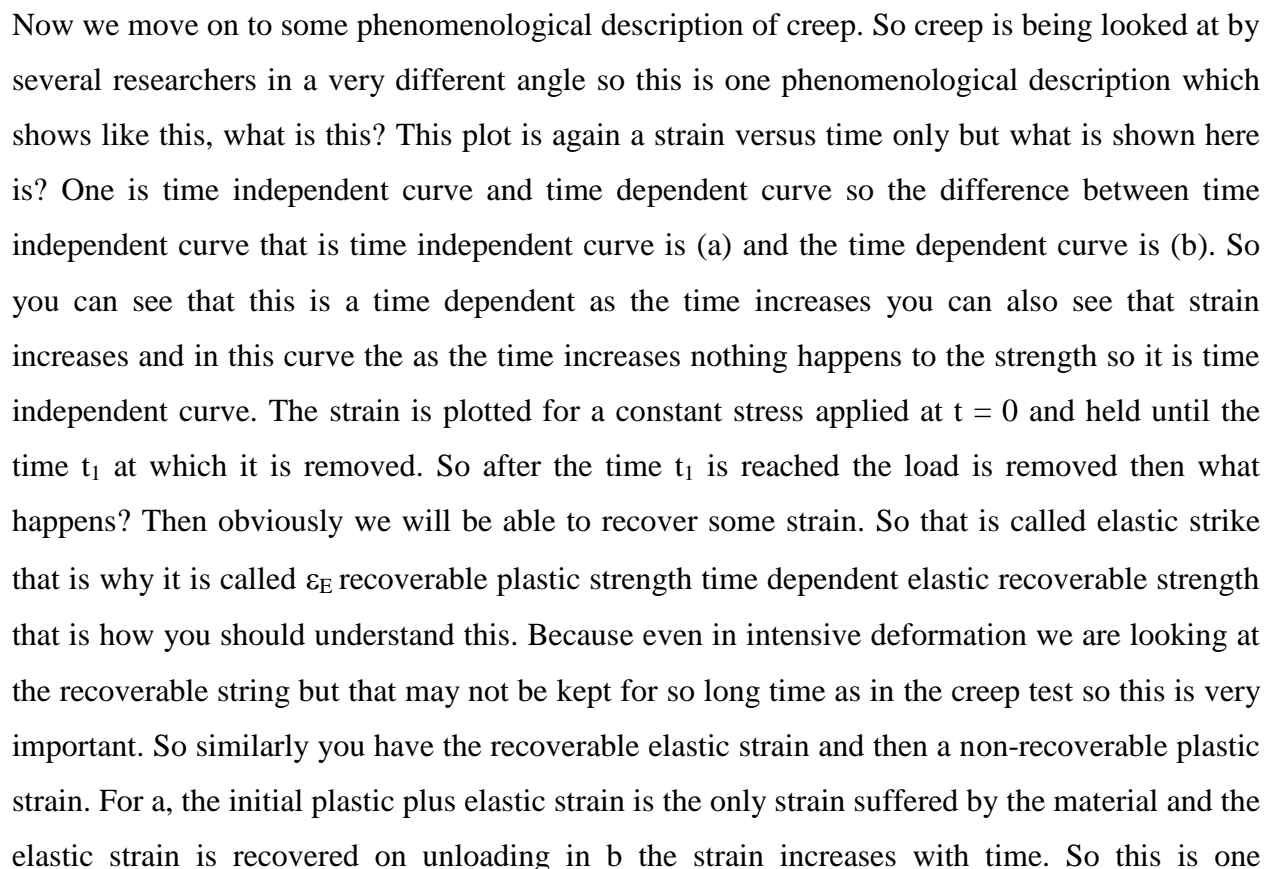 Now we move on to some phenomenological description of creep. So creep is being looked at by
several researchers in a very different angle so this is one phenomenological description which
shows like this, what is this? This plot is again a strain versus time only but what is shown here
is? One is time independent curve and time dependent curve so the difference between time
independent curve that is time independent curve is (a) and the time dependent curve is (b). So
you can see that this is a time dependent as the time increases you can also see that strain
increases and in this curve the as the time increases nothing happens to the strength so it is time
independent curve. The strain is plotted for a constant stress applied at t = 0 and held until the
time t₁ at which it is removed. So after the time t₁ is reached the load is removed then what
happens? Then obviously we will be able to recover some strain. So that is called elastic strike
that is why it is called εE recoverable plastic strength time dependent elastic recoverable strength
that is how you should understand this. Because even in intensive deformation we are looking at
the recoverable string but that may not be kept for so long time as in the creep test so this is very
important. So similarly you have the recoverable elastic strain and then a non-recoverable plastic
strain. For a, the initial plastic plus elastic strain is the only strain suffered by the material and the
elastic strain is recovered on unloading in b the strain increases with time. So this is one